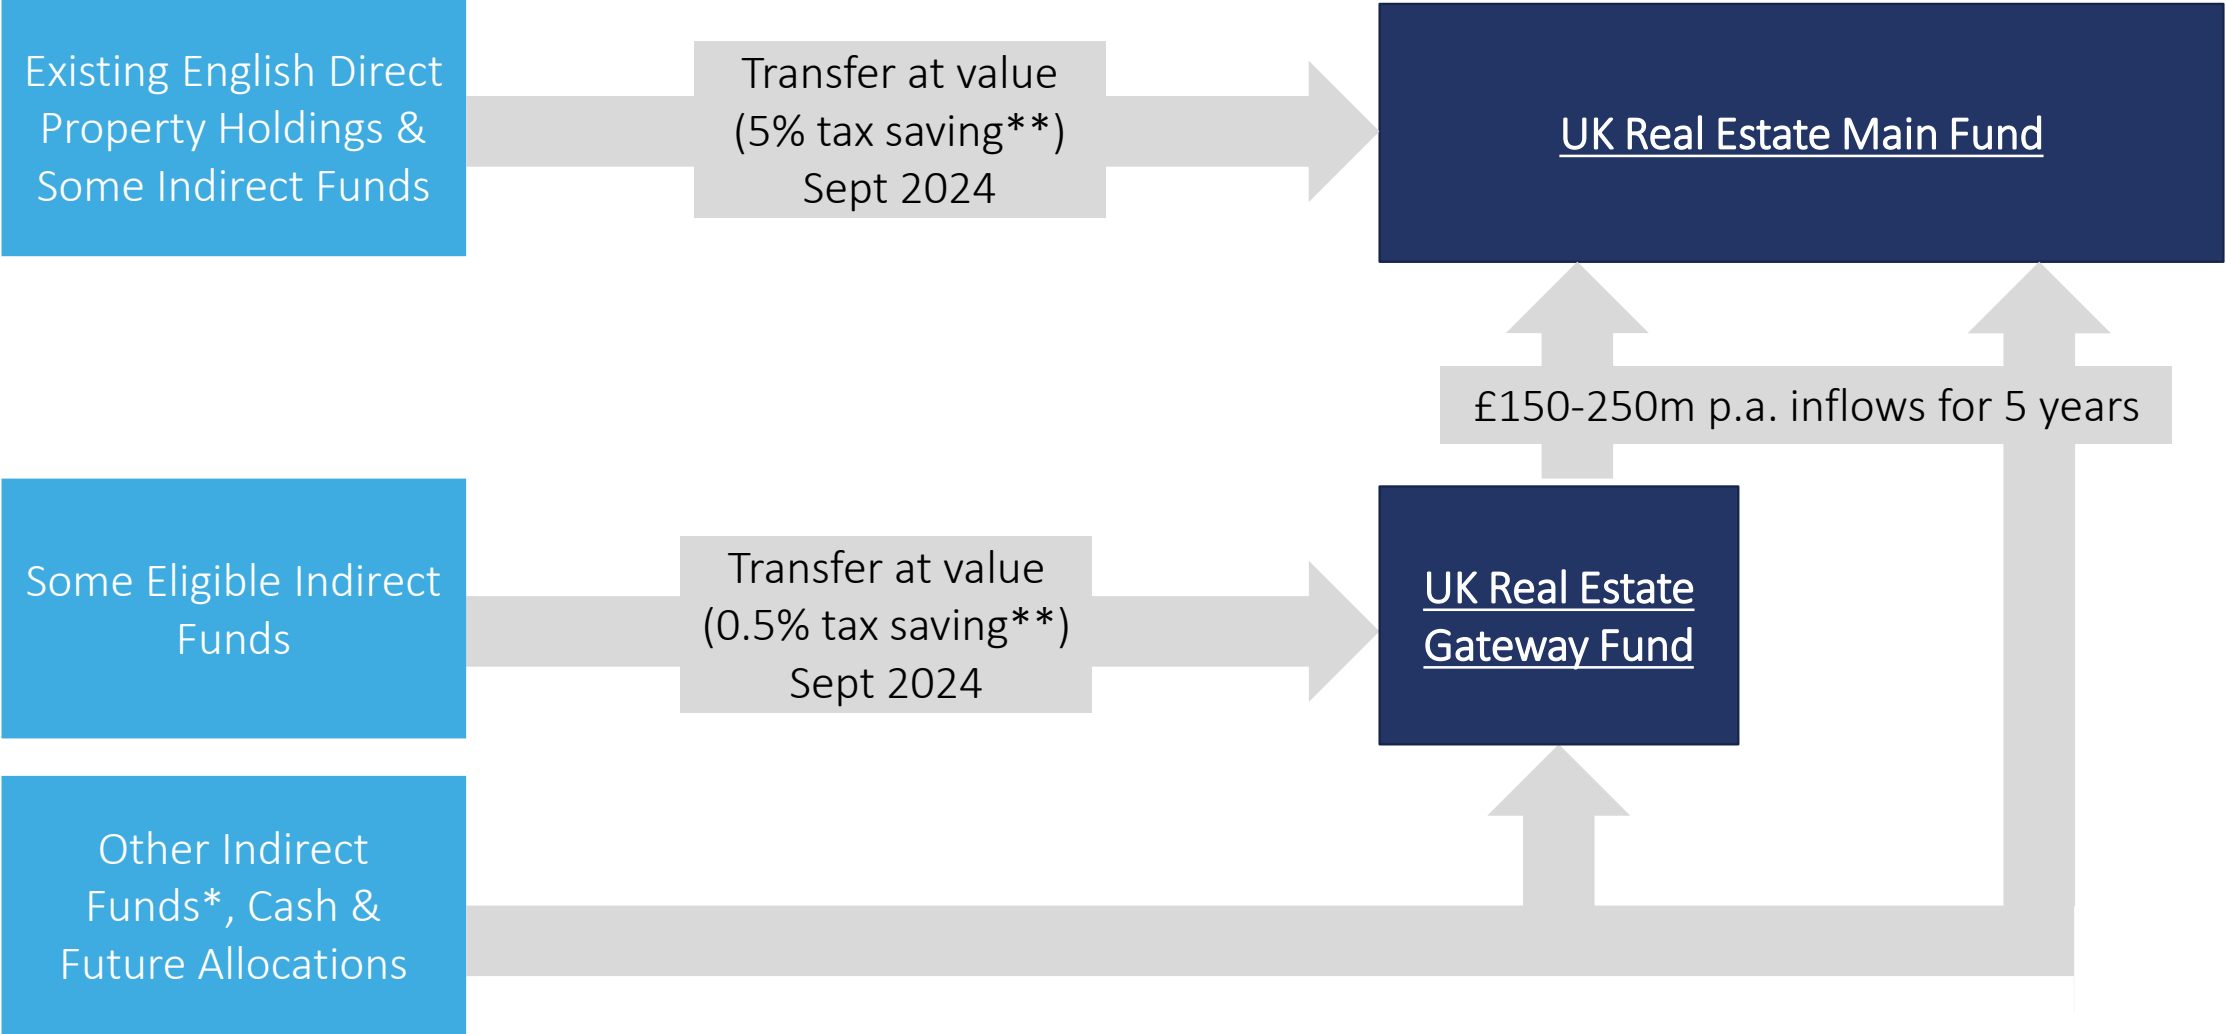 Existing English Direct
Property Holdings &
Some Indirect Funds
Transfer at value
(5% tax saving**)
Sept 2024
UK Real Estate Main Fund
£150-250m p.a. inflows for 5 years
Some Eligible Indirect
Funds
Transfer at value
(0.5% tax saving**)
Sept 2024
UK Real Estate
Gateway Fund
Other Indirect
Funds*, Cash &
Future Allocations